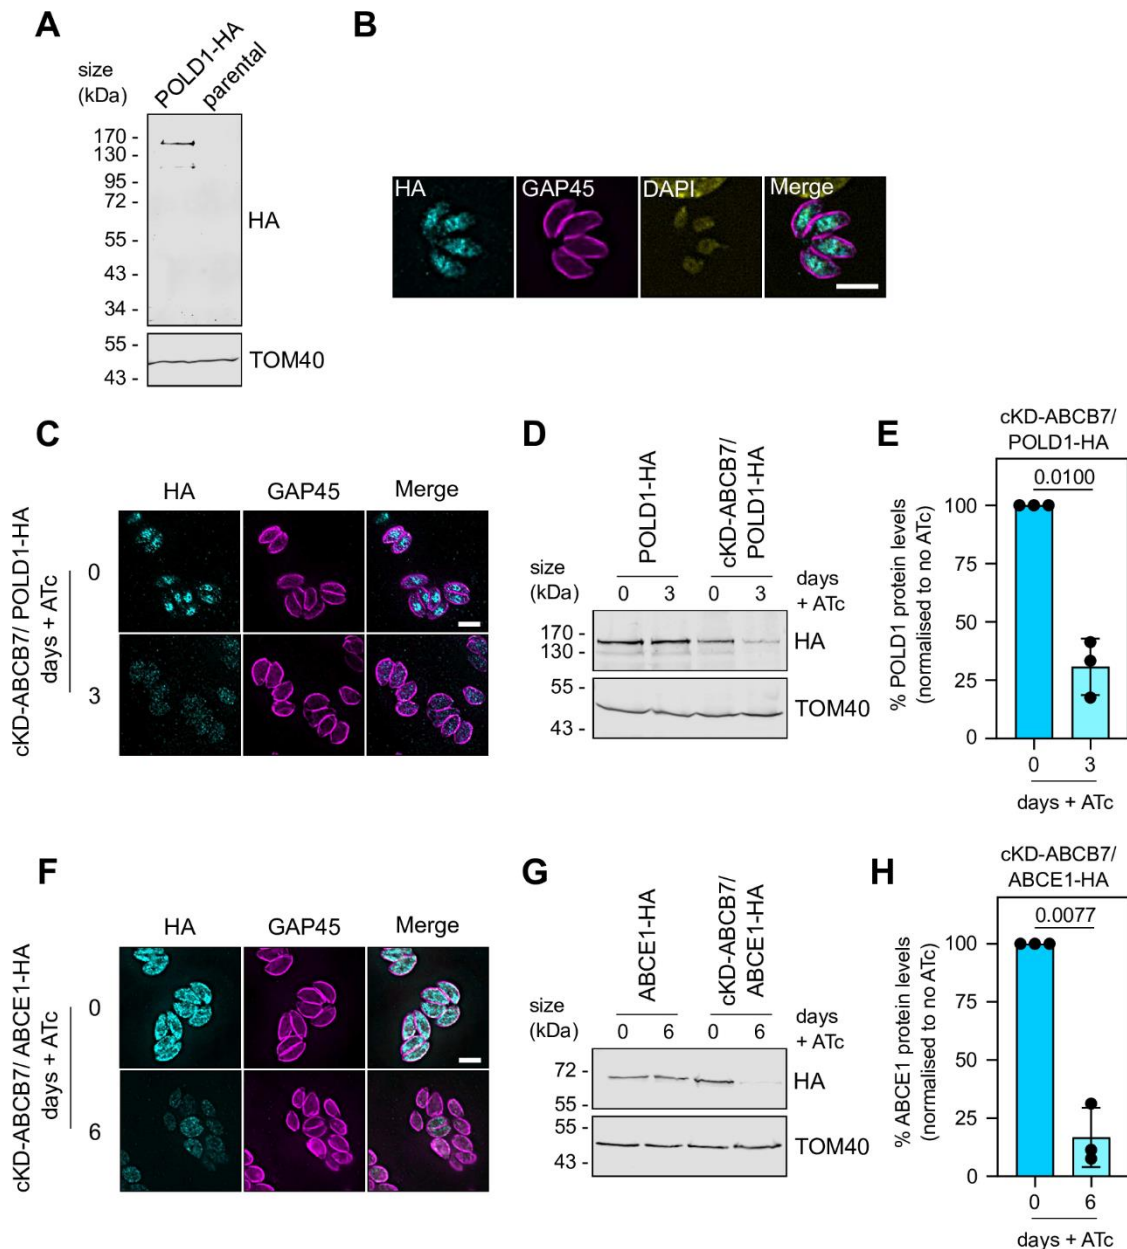 A
size
(kDa)
POLD1-HA
parental
170 -
130 -
95 -
72 -
55 -
43 -
34 -
HA
55 -
43 -
TOM40
B
HA
GAP45
DAPI
Merge
C
HA
GAP45
Merge
cKD-ABCB7/ POLD1-HA
days + ATc
0
3
D
POLD1-HA
cKD-ABCB7/
POLD1-HA
size
(kDa)
0
3
0
3
days
+ ATc
170 -
130 -
HA
55 -
43 -
TOM40
E
cKD-ABCB7/
POLD1-HA
0.0100
% POLD1 protein levels
(normalised to no ATc)
100
75
50
25
0
0
3
days + ATc
F
HA
GAP45
Merge
cKD-ABCB7/ ABCE1-HA
days + ATc
0
6
G
ABCE1-HA
cKD-ABCB7/
ABCE1-HA
size
(kDa)
0
6
0
6
days
+ ATc
72 -
55 -
HA
55 -
43 -
TOM40
H
cKD-ABCB7/
ABCE1-HA
0.0077
% ABCE1 protein levels
(normalised to no ATc)
100
75
50
25
0
0
6
days + ATc